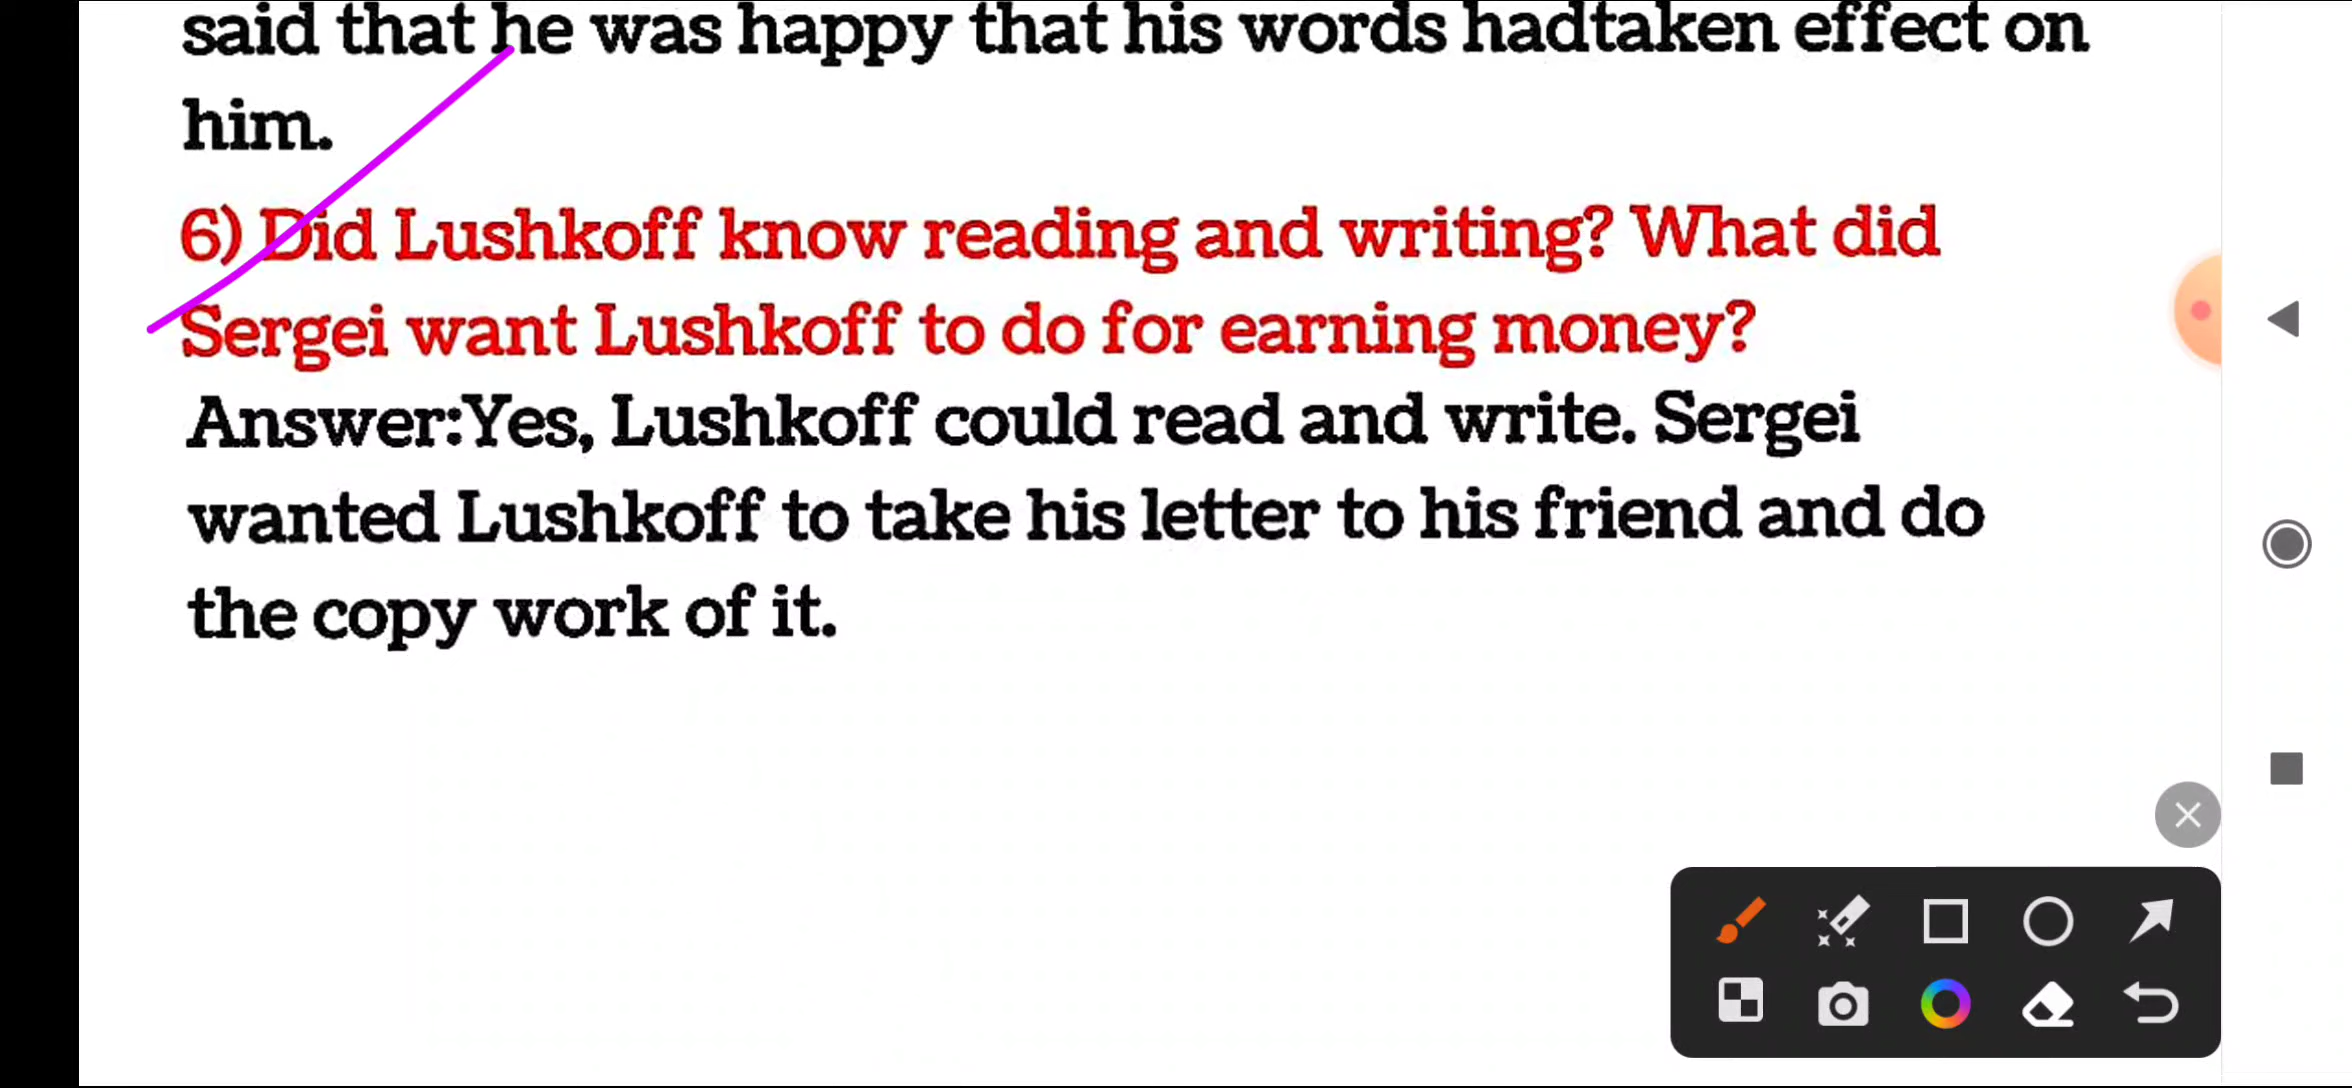 said that he was happy that his words hadtaken effect on
him.
6) Did Lushkoff know reading and writing? What did
Sergei want Lushkoff to do for earning money?
Answer:Yes, Lushkoff could read and write. Sergei
wanted Lushkoff to take his letter to his friend and do
the copy work of it.